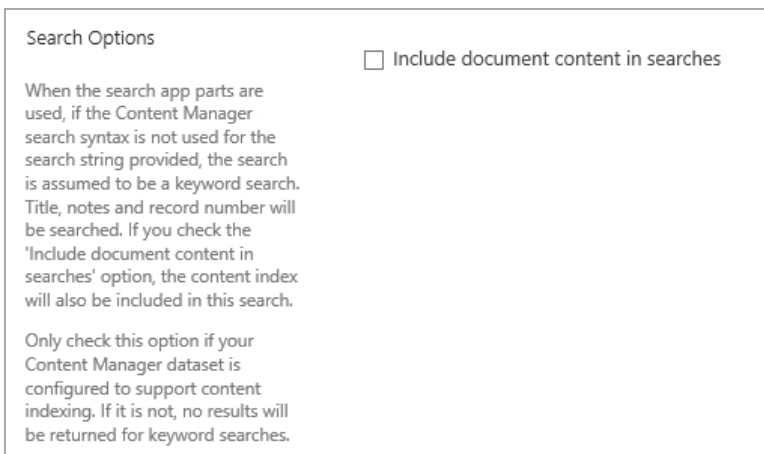 Search Options
Include document content in searches
When the search app parts are
used, if the Content Manager
search syntax is not used for the
search string provided, the search
is assumed to be a keyword search.
Title, notes and record number will
be searched. If you check the
'Include document content in
searches' option, the content index
will also be included in this search.
Only check this option if your
Content Manager dataset is
configured to support content
indexing. If it is not, no results will
be returned for keyword searches.